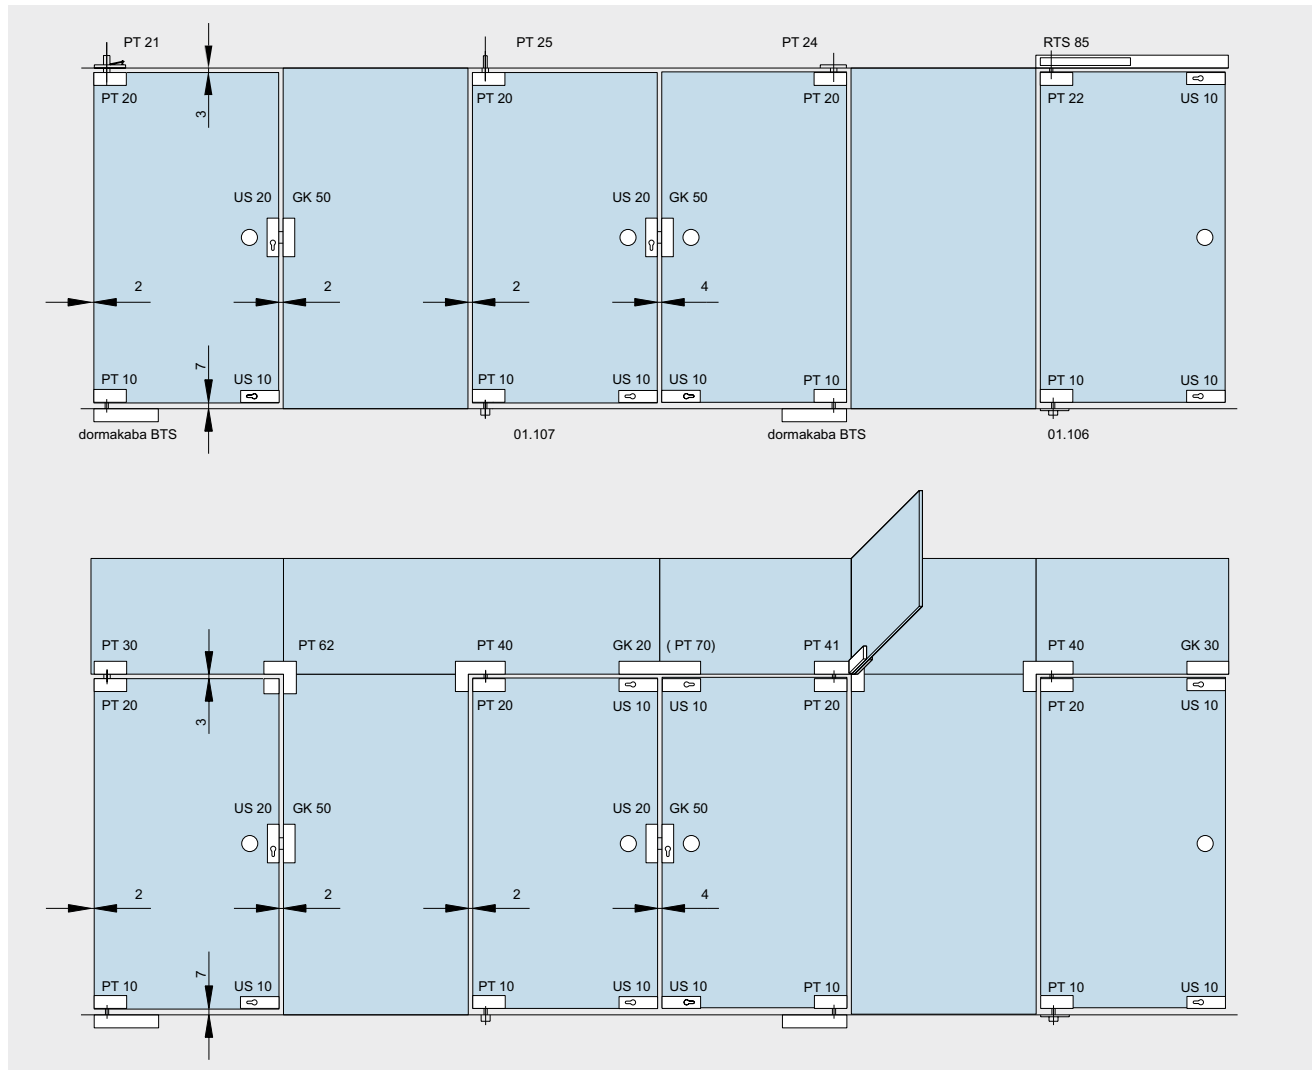 PT 21 PT 25 PT 24 RTS 85
PT 20 PT 20 PT 20 PT 22 US 10
3
US 20 GK 50 US 20 GK 50
2 2 2 4
7
PT 10 US 10 PT 10 US 10 US 10 PT 10 PT 10 US 10
dormakaba BTS 01.107 dormakaba BTS 01.106
PT 30 PT 62 PT 40 GK 20 ( PT 70) PT 41 PT 40 GK 30
PT 20 PT 20 US 10 US 10 PT 20 PT 20 US 10
3
US 20 GK 50 US 20 GK 50
2 2 2 4
7
PT 10 US 10 PT 10 US 10 US 10 PT 10 PT 10 US 10